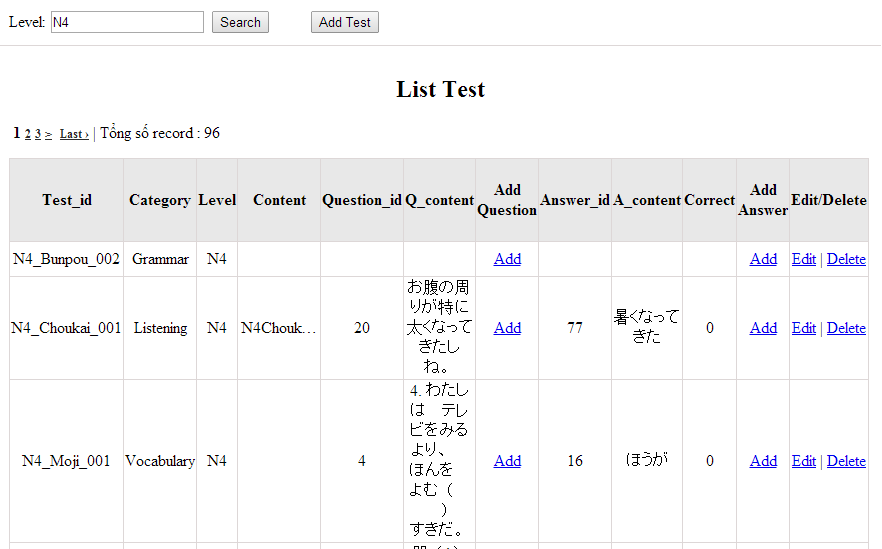 Level: N4 Search Add Test
List Test
1 2 3 > Last › | Tổng số record : 96
Test_id Category Level Content Question_id Q_content Add Question Answer_id A_content Correct Add Answer Edit/Delete
N4_Bunpou_002 Grammar N4 Add Add Edit | Delete
N4_Choukai_001 Listening N4 N4Chouk... 20
お腹の周
りが特に
太くなって
きたし
ね。
Add 77
暑くなって
きた
0 Add Edit | Delete
N4_Moji_001 Vocabulary N4 4
4. わたし
は　テレ
ビをみる
より、
ほんを
よむ（
）
すきだ。
Add 16 ほうが 0 Add Edit | Delete